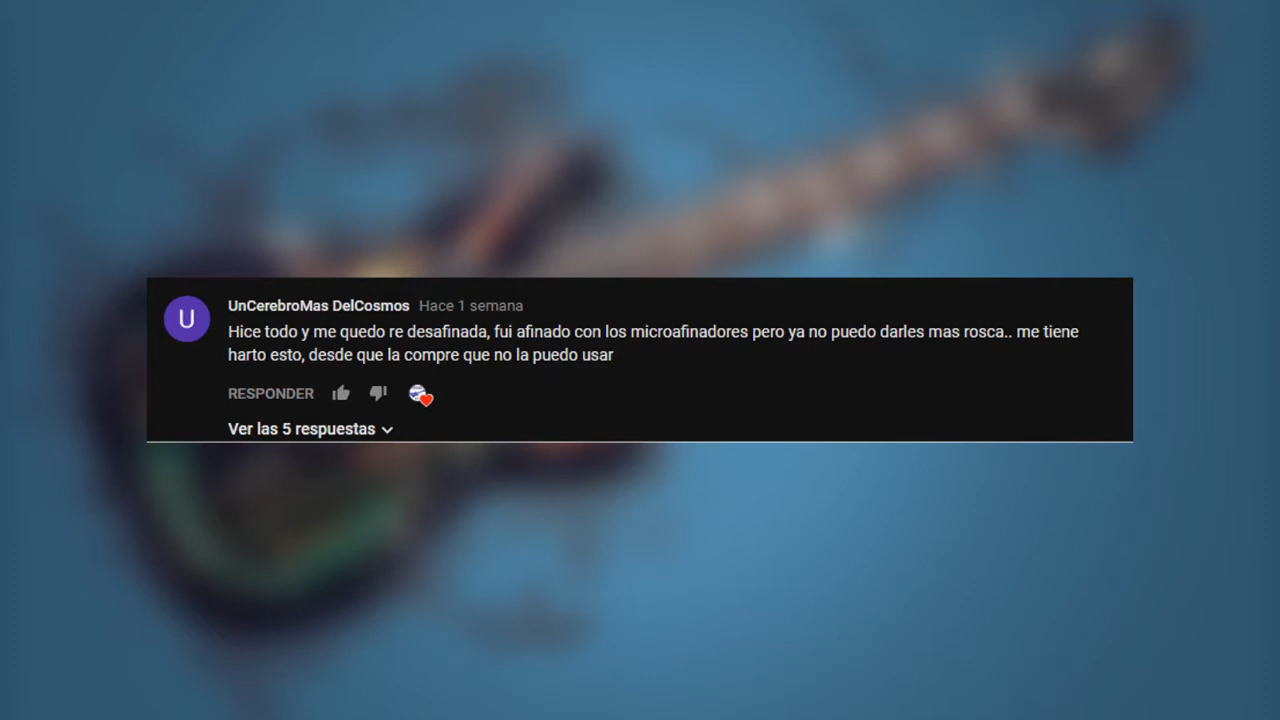 U
UnCerebroMas DelCosmos Hace 1 semana
Hice todo y me quedo re desafinada, fui afinado con los microafinadores pero ya no puedo darles mas rosca.. me tiene
harto esto, desde que la compre que no la puedo usar
RESPONDER
Ver las 5 respuestas